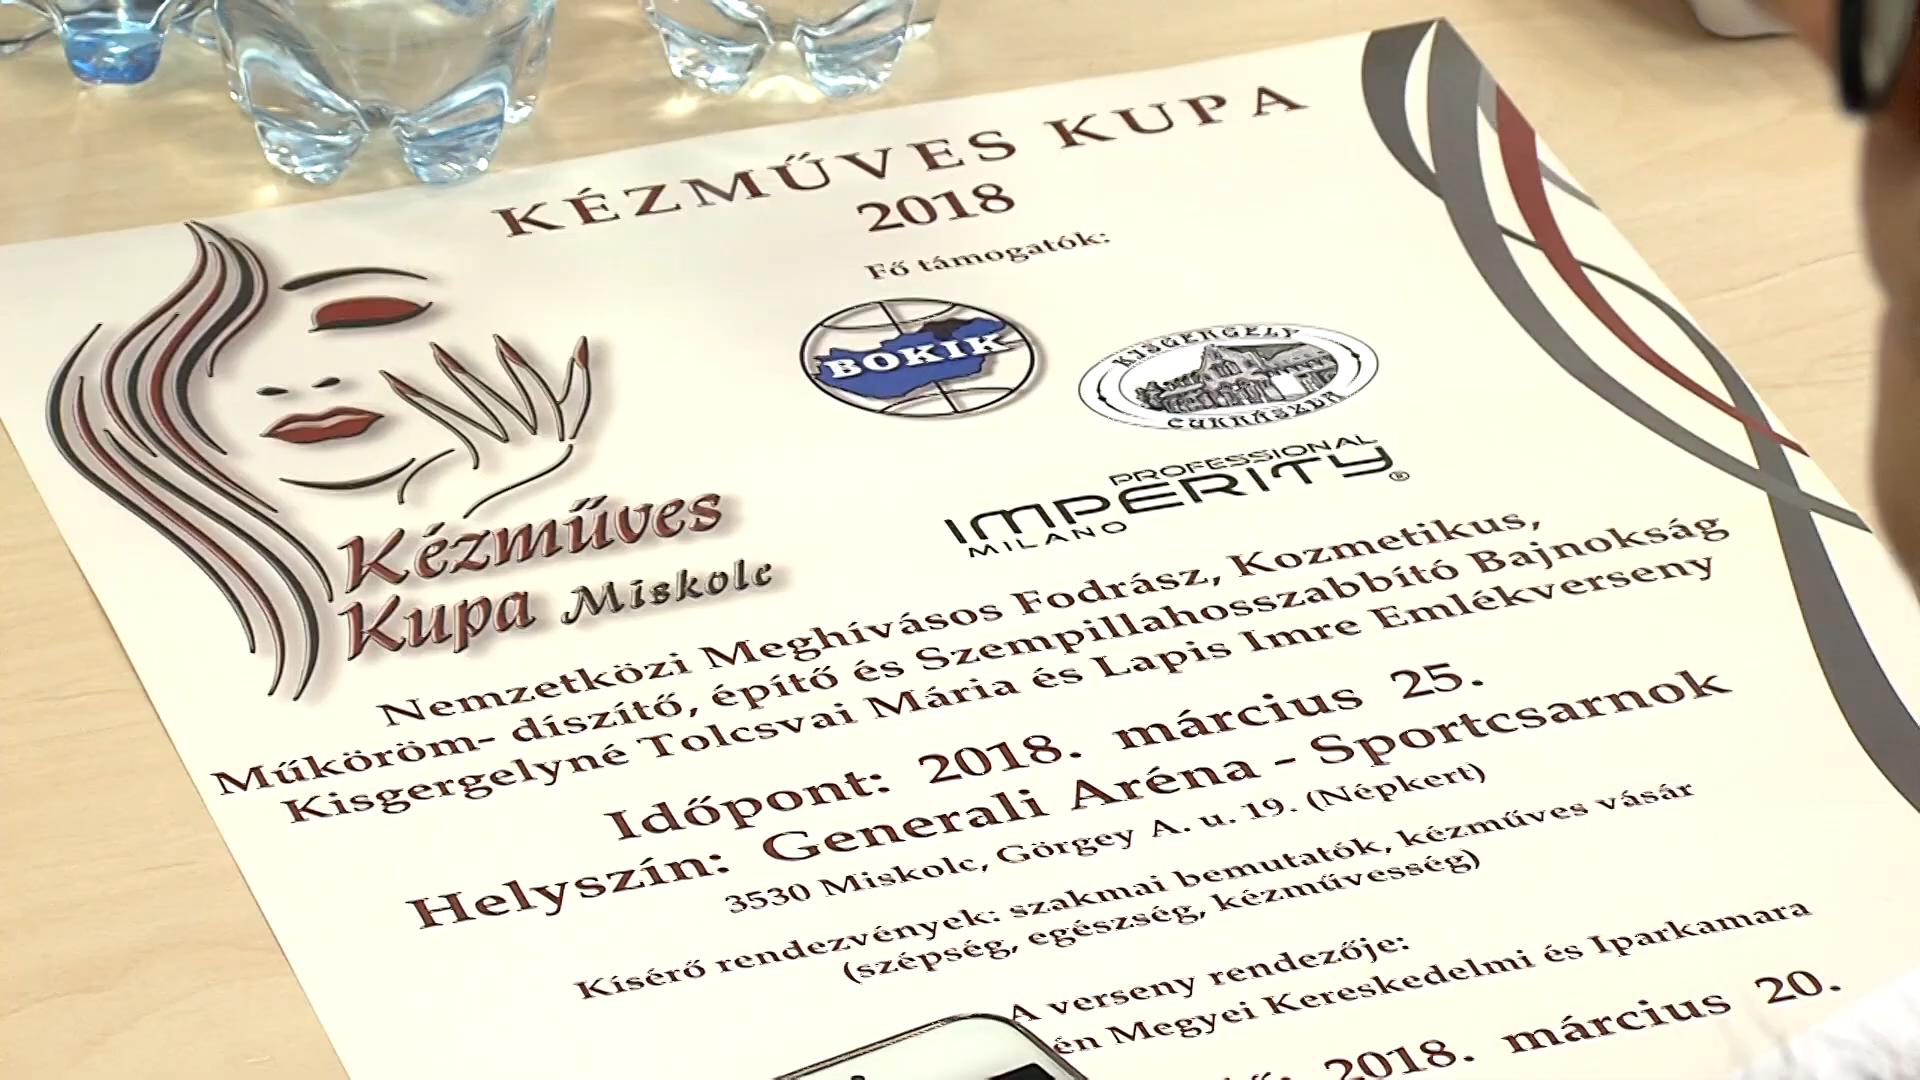 KÉZMŰVES KUPA
2018
Fő támogatók:
BOKIK
KISGERGELY
CUKRÁSZDA
PROFESSIONAL
IMPERITY®
MILANO
Kézműves
Kupa Miskolc
Nemzetközi Meghívásos Fodrász, Kozmetikus,
Műköröm- díszítő, építő és Szempillahosszabbító Bajnokság
Kisgergelyné Tolcsvai Mária és Lapis Imre Emlékverseny
Időpont: 2018. március 25.
Helyszín: Generali Aréna - Sportcsarnok
3530 Miskolc, Görgey A. u. 19. (Népkert)
Kísérő rendezvények: szakmai bemutatók, kézműves vásár
(szépség, egészség, kézművesség)
A verseny rendezője:
én Megyei Kereskedelmi és Iparkamara
2018. március 20.